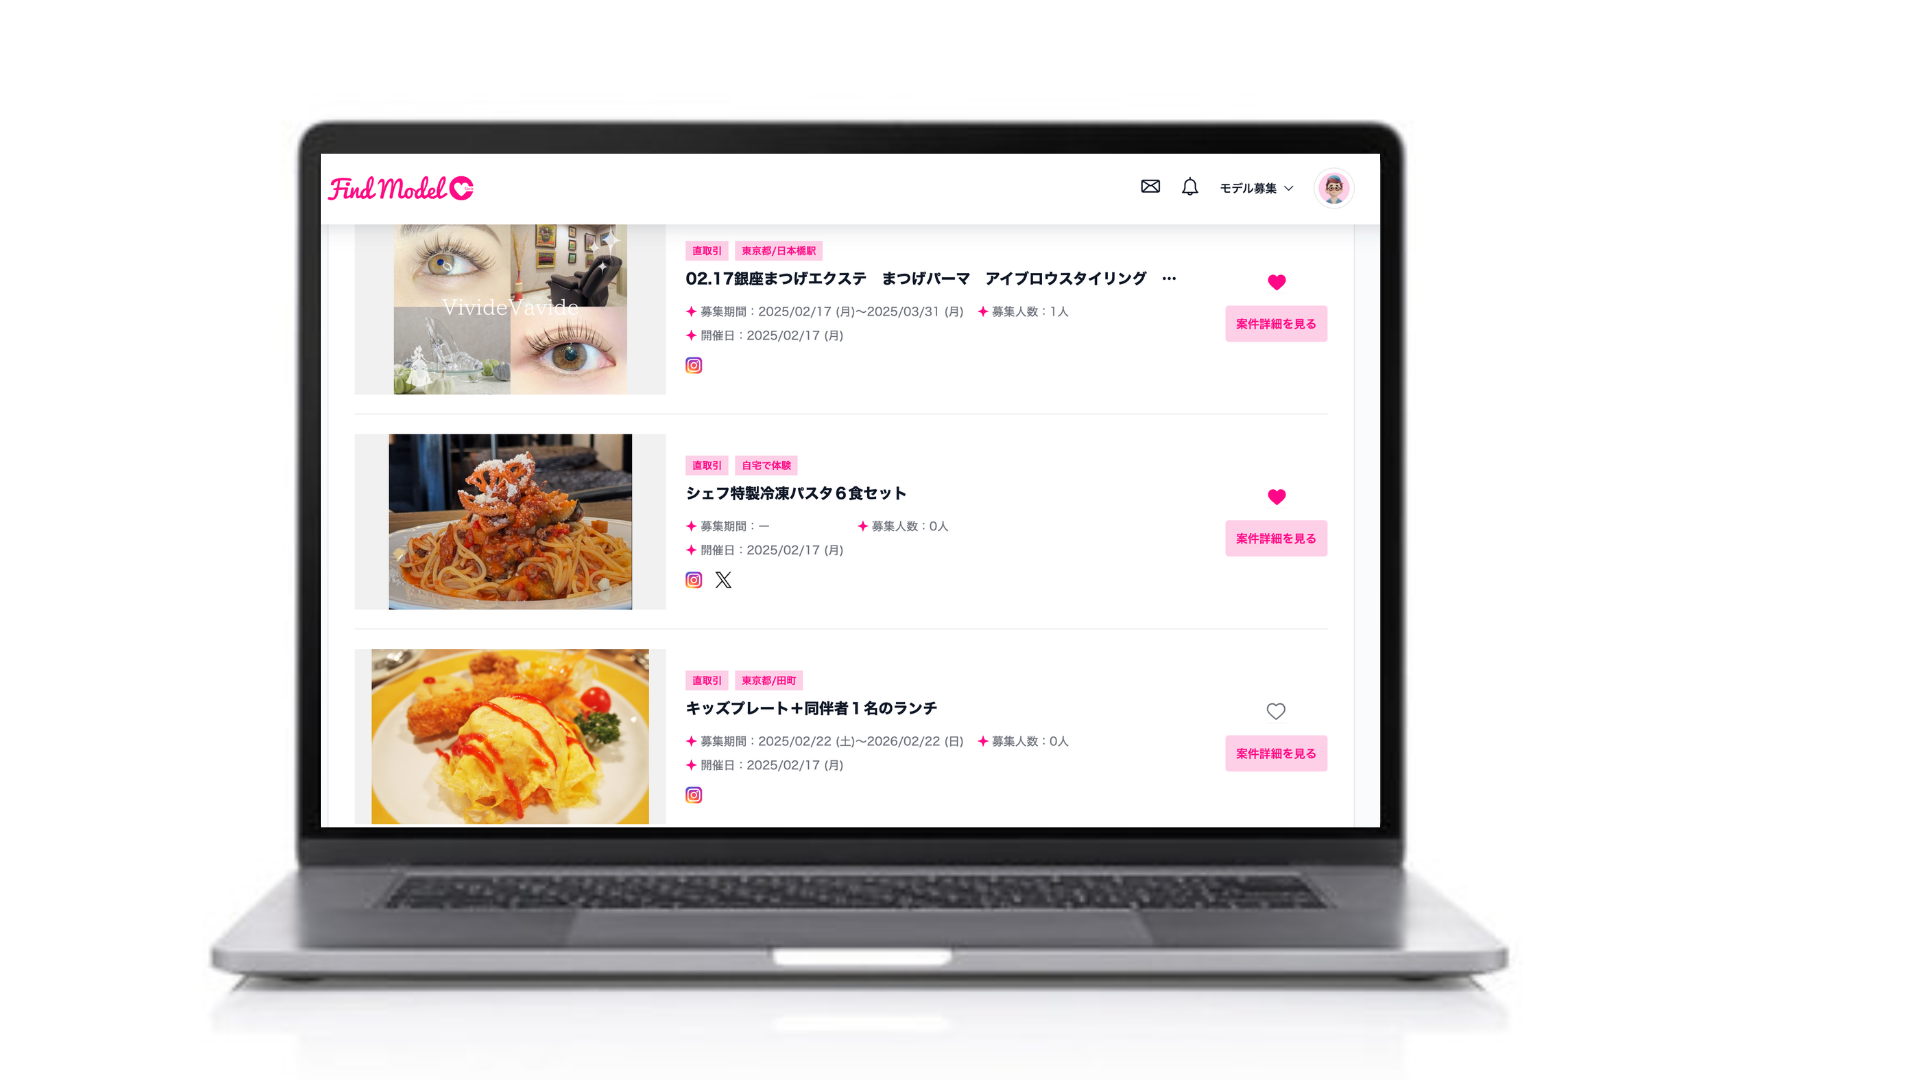 Find Model
モデル募集
直取引 東京都/日本橋駅
02.17銀座まつげエクステ　まつげパーマ　アイブロウスタイリング　…
募集期間：2025/02/17 (月)〜2025/03/31 (月) 募集人数：1人
開催日：2025/02/17 (月)
案件詳細を見る
VivideVavide
直取引 自宅で体験
シェフ特製冷凍パスタ６食セット
募集期間：ー 募集人数：0人
開催日：2025/02/17 (月)
案件詳細を見る
直取引 東京都/田町
キッズプレート＋同伴者１名のランチ
募集期間：2025/02/22 (土)〜2026/02/22 (日) 募集人数：0人
開催日：2025/02/17 (月)
案件詳細を見る